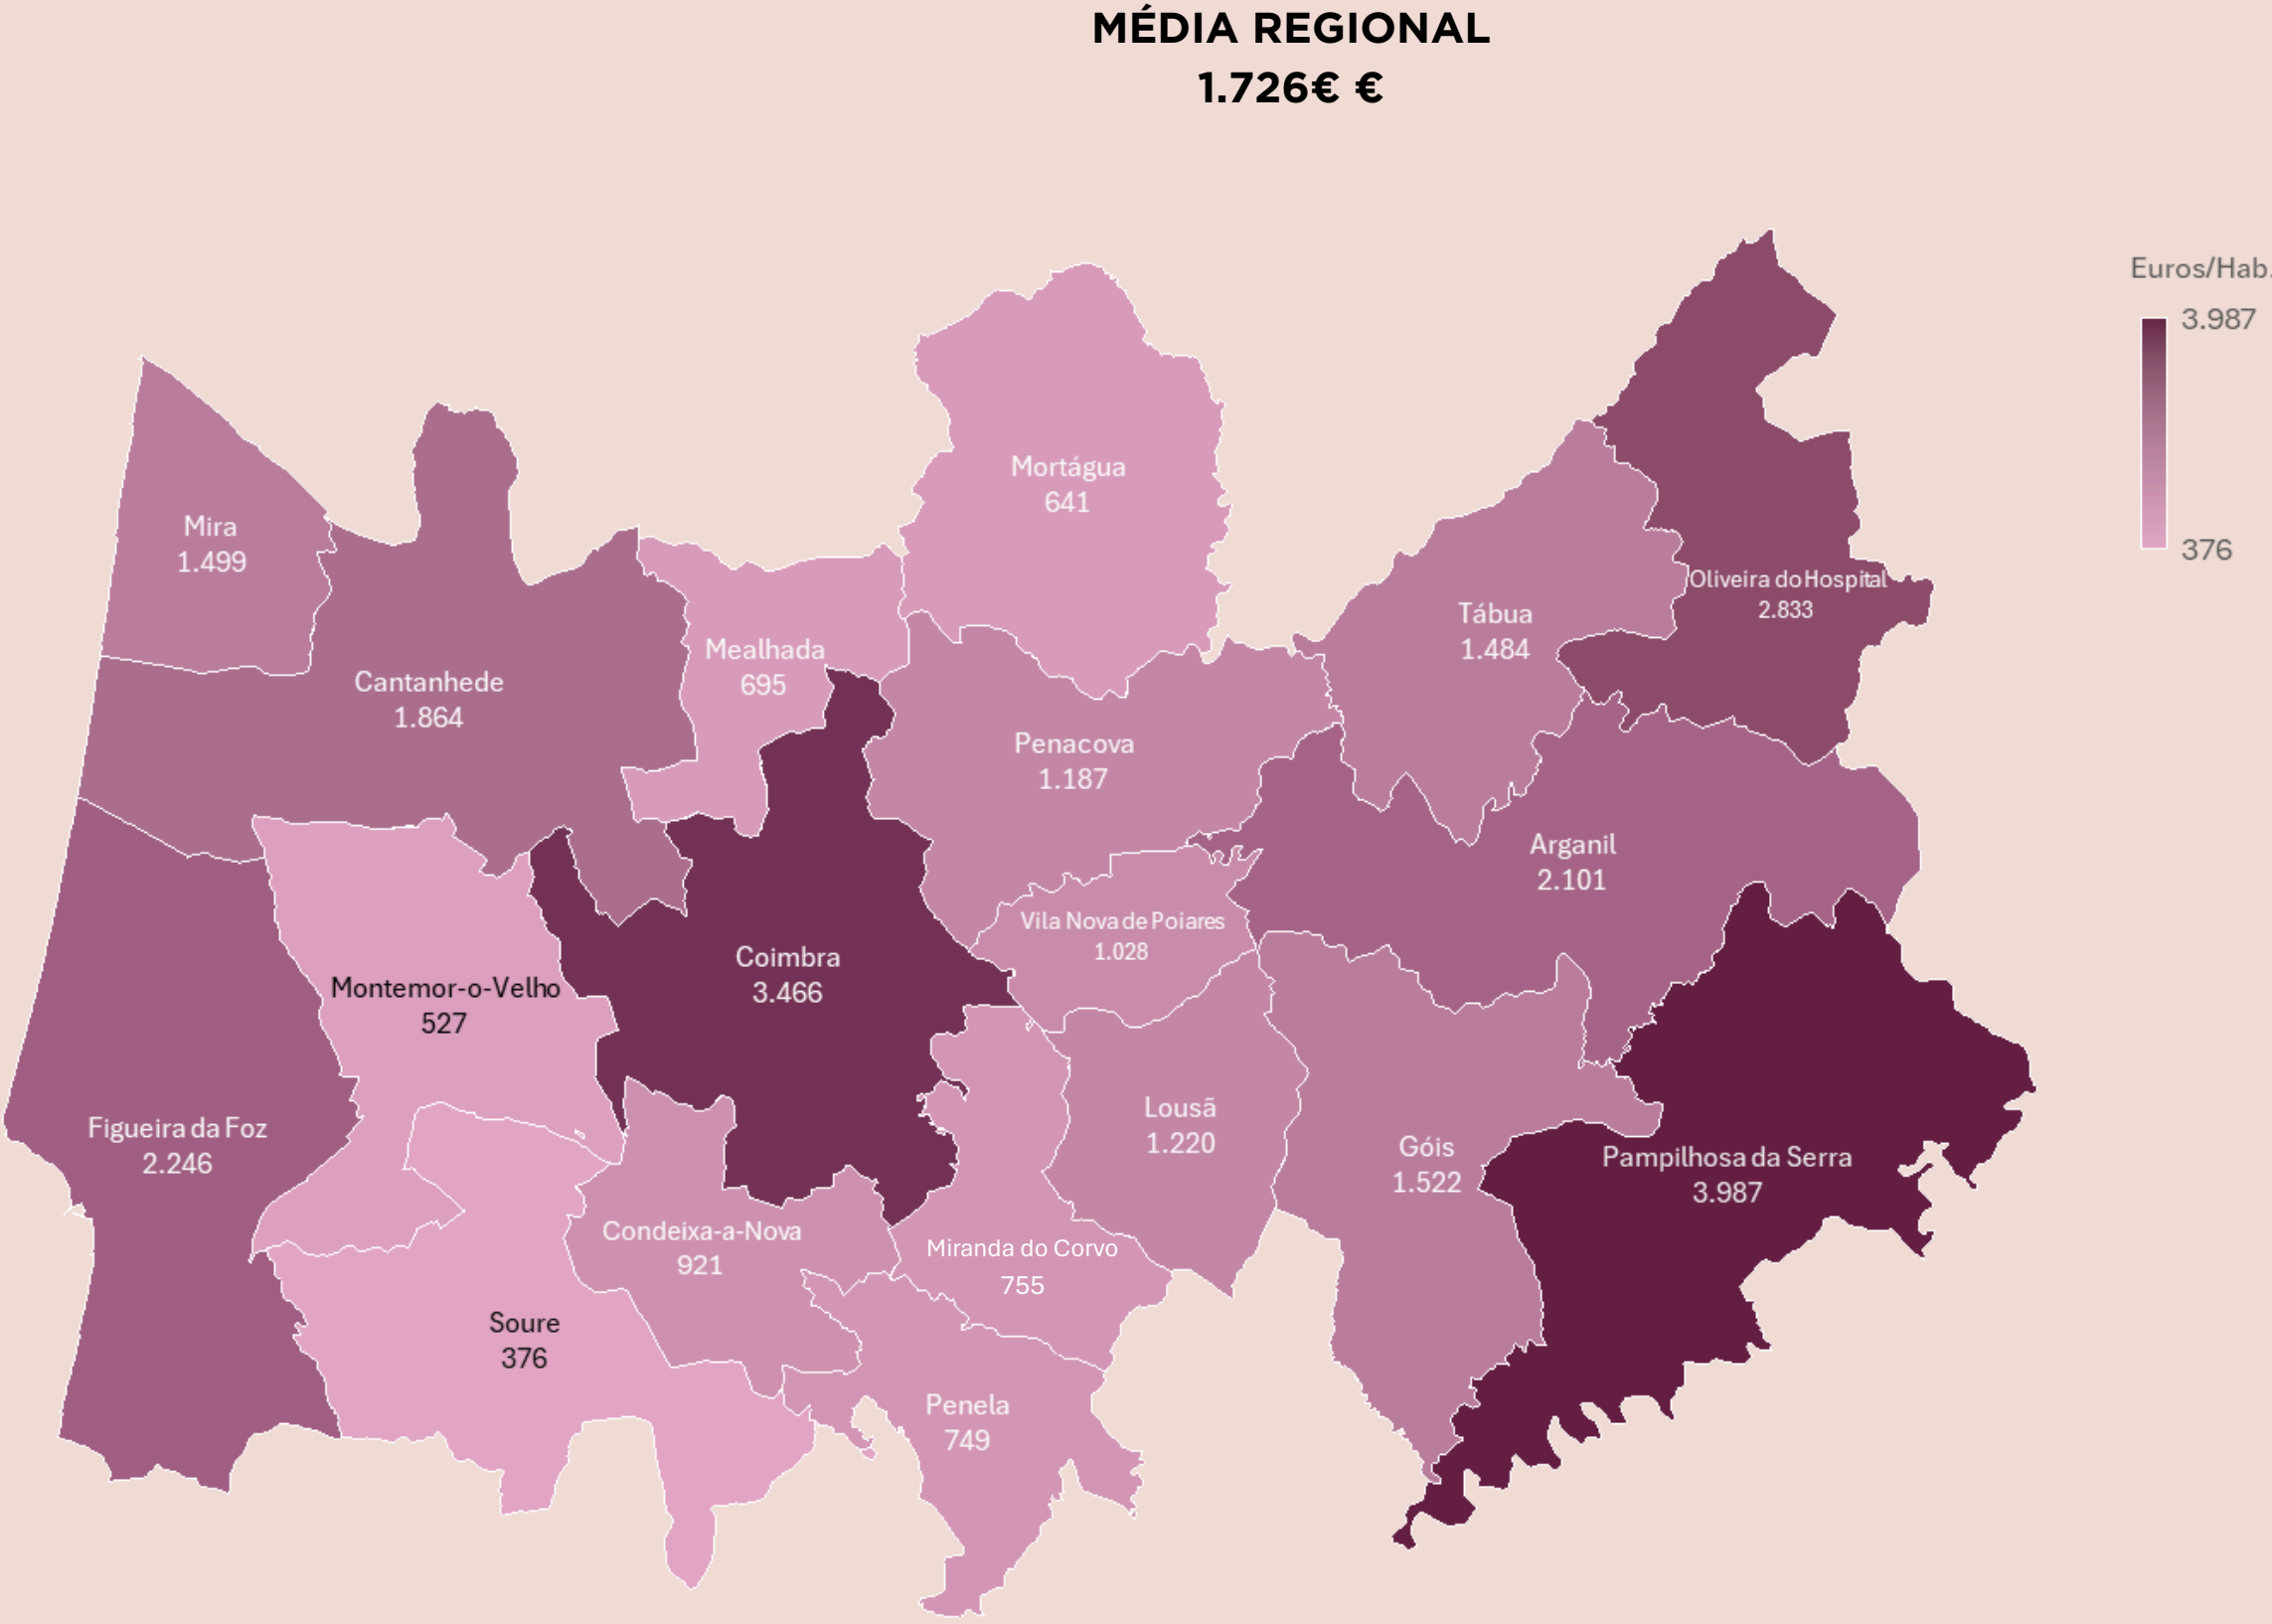 MÉDIA REGIONAL
1.726€ €
Euros/Hab.
3.987
376
Mortágua
641
Mira
1.499
Oliveira do Hospital
2.833
Tábua
1.484
Mealhada
695
Cantanhede
1.864
Penacova
1.187
Arganil
2.101
Vila Nova de Poiares
1.028
Coimbra
3.466
Montemor-o-Velho
527
Lousã
1.220
Figueira da Foz
2.246
Góis
1.522
Pampilhosa da Serra
3.987
Condeixa-a-Nova
921
Miranda do Corvo
755
Soure
376
Penela
749